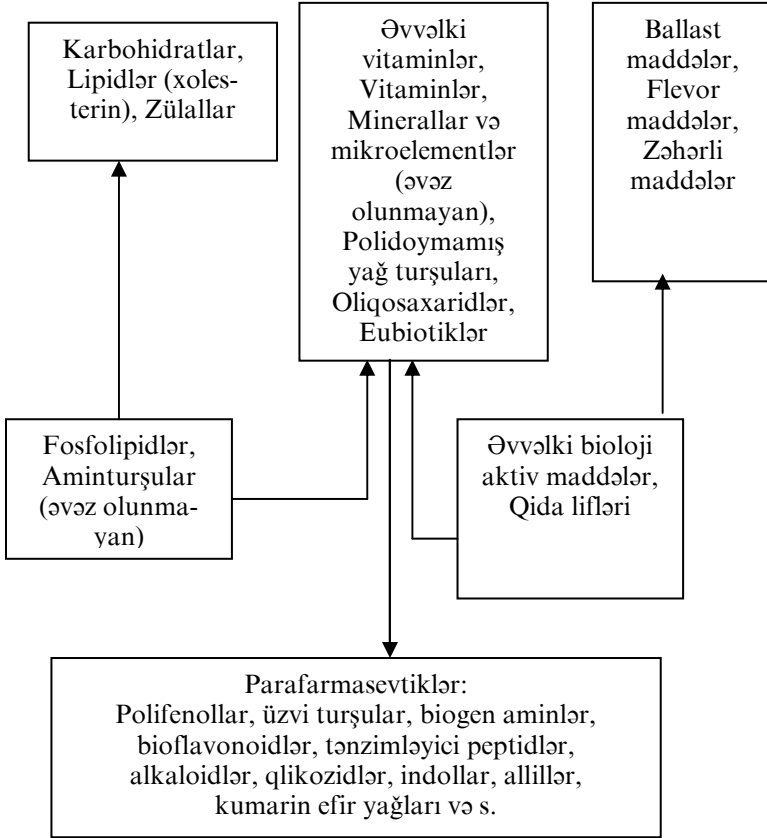 Karbohidratlar,
Lipidlər (xoles-
terin), Zülallar
Əvvəlki
vitaminlər,
Vitaminlər,
Minerallar və
mikroelementlər
(əvəz
olunmayan),
Polidoymamış
yağ turşuları,
Oliqosaxaridlər,
Eubiotiklər
Ballast
maddələr,
Flevor
maddələr,
Zəhərli
maddələr
Fosfolipidlər,
Aminturşular
(əvəz olunma-
yan)
Əvvəlki bioloji
aktiv maddələr,
Qida lifləri
Parafarmasevtiklər:
Polifenollar, üzvi turşular, biogen aminlər,
bioflavonoidlər, tənzimləyici peptidlər,
alkaloidlər, qlikozidlər, indollar, allillər,
kumarin efir yağları və s.